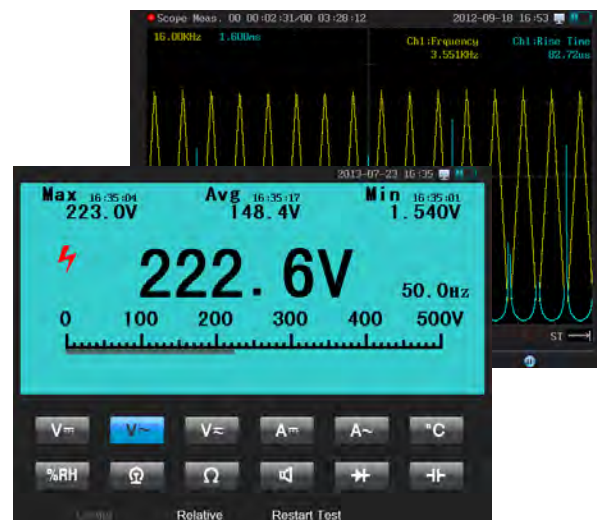 Scope Meas. 00 00:02:31/00 03:28:12 2012-09-18 16:53
16.00KHz 1.600ms
Ch1:Frquency Ch1:Rise Time
3.551KHz 82.72us
ST
2013-07-23 16:35
Max 16:35:04 Avg 16:35:17 Min 16:35:01
223.0V 148.4V 1.540V
222.6V 50.0Hz
0 100 200 300 400 500V
V⎓ V~ V≂ A⎓ A~ °C
%RH Ω
Relative Restart Test